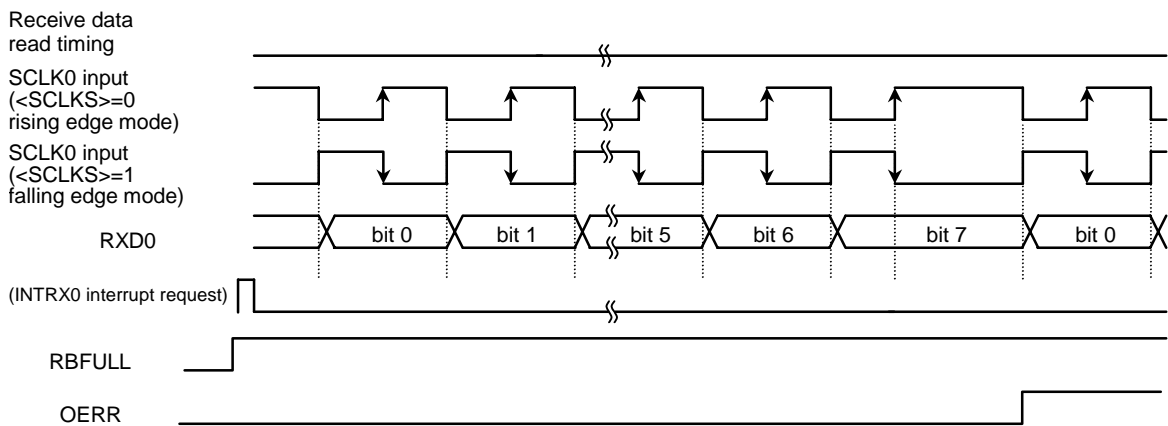 Receive data
read timing
SCLK0 input
(<SCLKS>=0
rising edge mode)
SCLK0 input
(<SCLKS>=1
falling edge mode)
RXD0
bit 0
bit 1
bit 5
bit 6
bit 7
bit 0
(INTRX0 interrupt request)
RBFULL
OERR